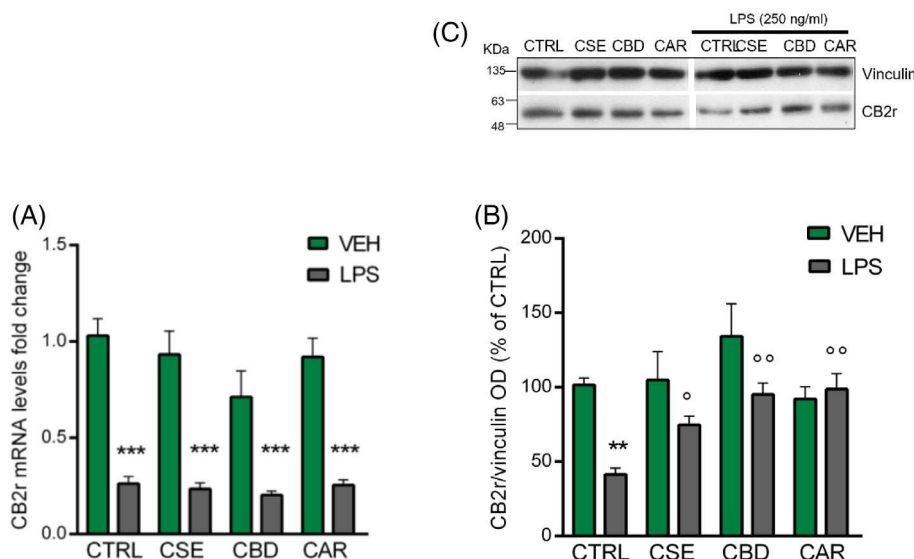 (C)
LPS (250 ng/ml)
KDa CTRL CSE CBD CAR CTRL CSE CBD CAR
135 Vinculin
63 CB2r
48
(A)
CB2r mRNA levels fold change
1.5
1.0
0.5
0.0
VEH
LPS
*** *** *** ***
CTRL CSE CBD CAR
(B)
CB2r/vinculin OD (% of CTRL)
200
150
100
50
0
VEH
LPS
** ° °° °°
CTRL CSE CBD CAR